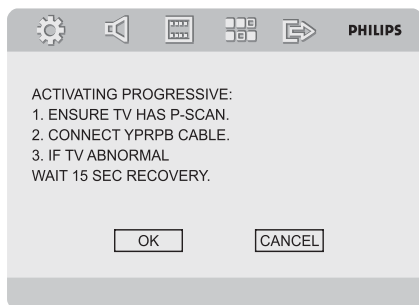 PHILIPS
ACTIVATING PROGRESSIVE:
1. ENSURE TV HAS P-SCAN.
2. CONNECT YPRPB CABLE.
3. IF TV ABNORMAL
WAIT 15 SEC RECOVERY.
OK CANCEL